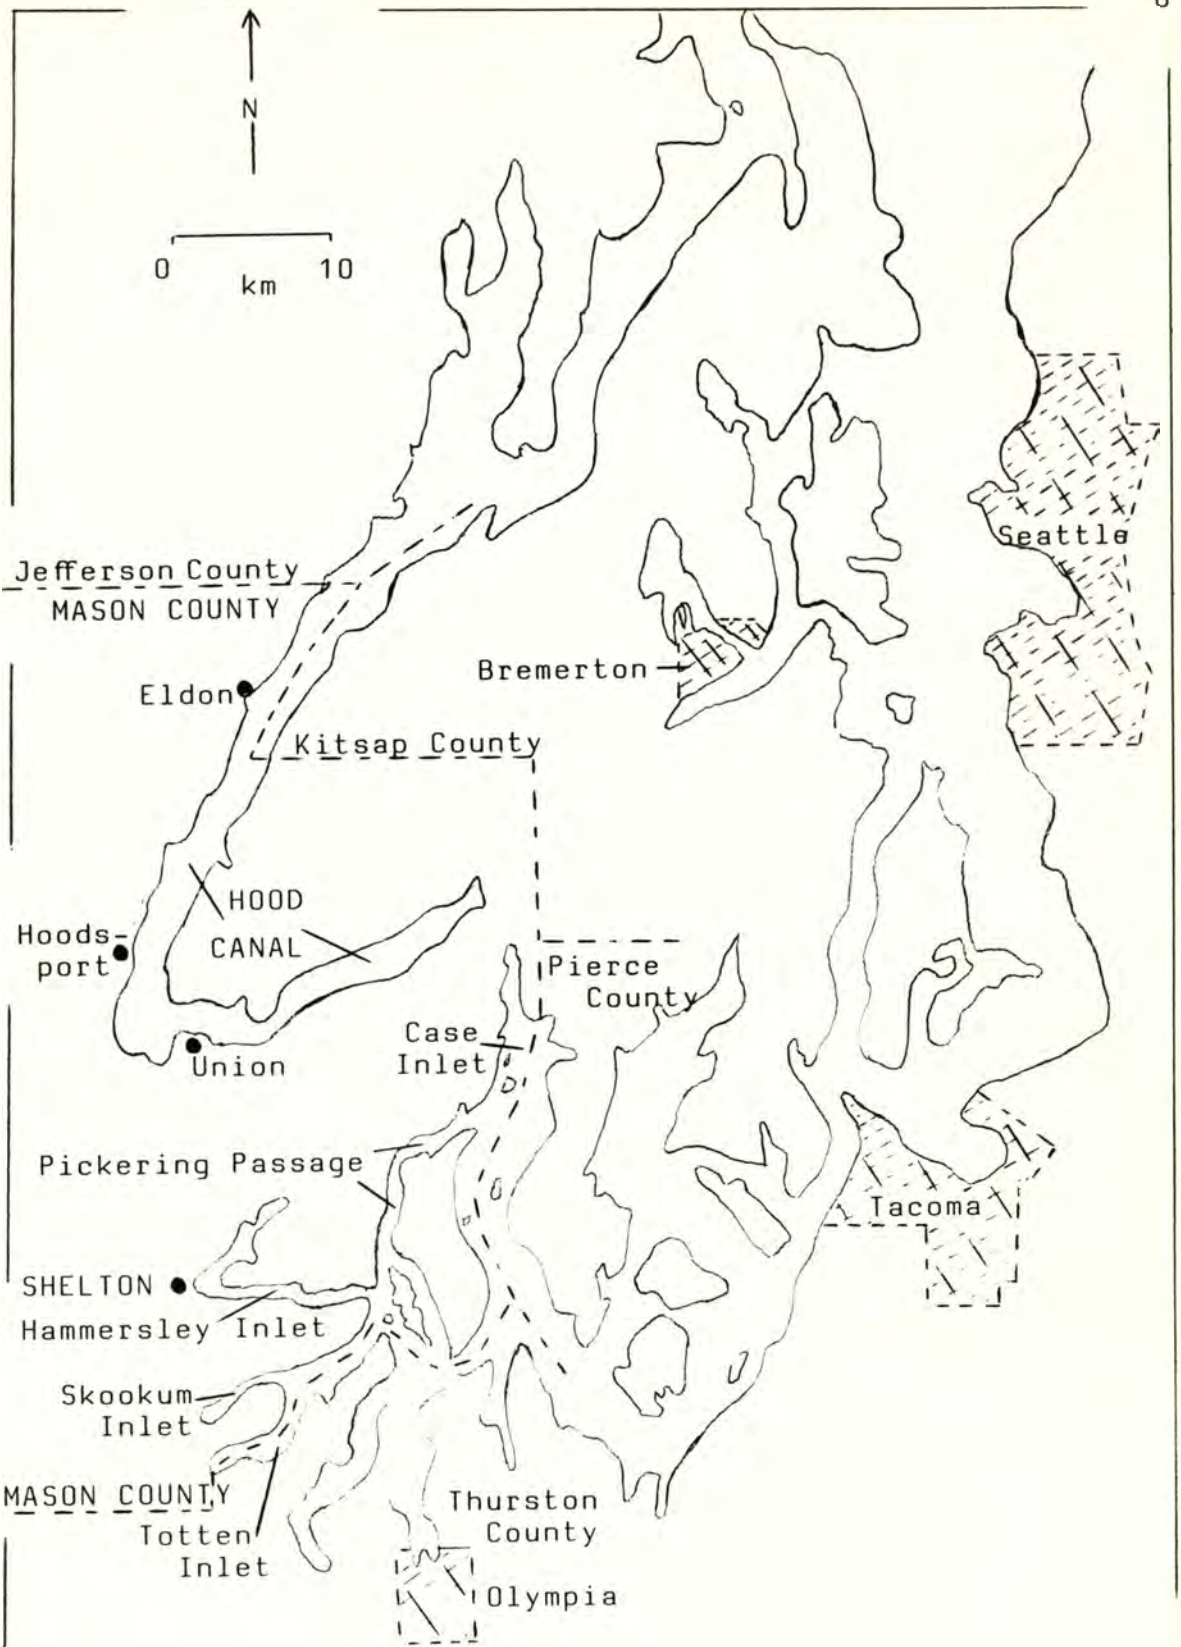 N
0 10
km
Seattle
Jefferson County
MASON COUNTY
Bremerton
Eldon
Kitsap County
HOOD
CANAL
Hoods-
port
Pierce
County
Case
Inlet
Union
Pickering Passage
Tacoma
SHELTON
Hammersley Inlet
Skookum
Inlet
MASON COUNTY
Thurston
County
Totten
Inlet
Olympia